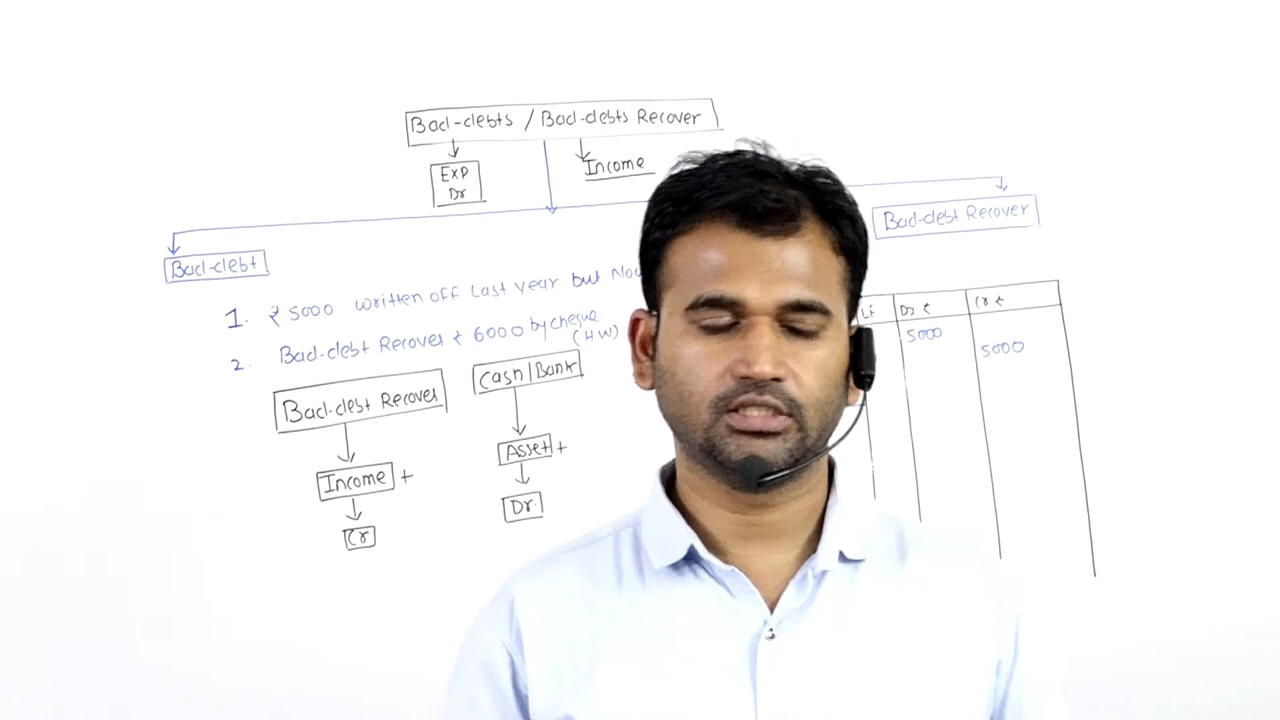 Bad-debts / Bad-debts Recover
Exp
Dr
Income
Bad-debt
Bad-debt Recover
1. ₹ 5000 written off Last year but Now
2. Bad-debt Recover ₹ 6000 by cheque
(HW)
LF Dr ₹ Cr ₹
5000
5000
Bad-debt Recover
Cash/Bank
Income +
Asset +
Cr
Dr.